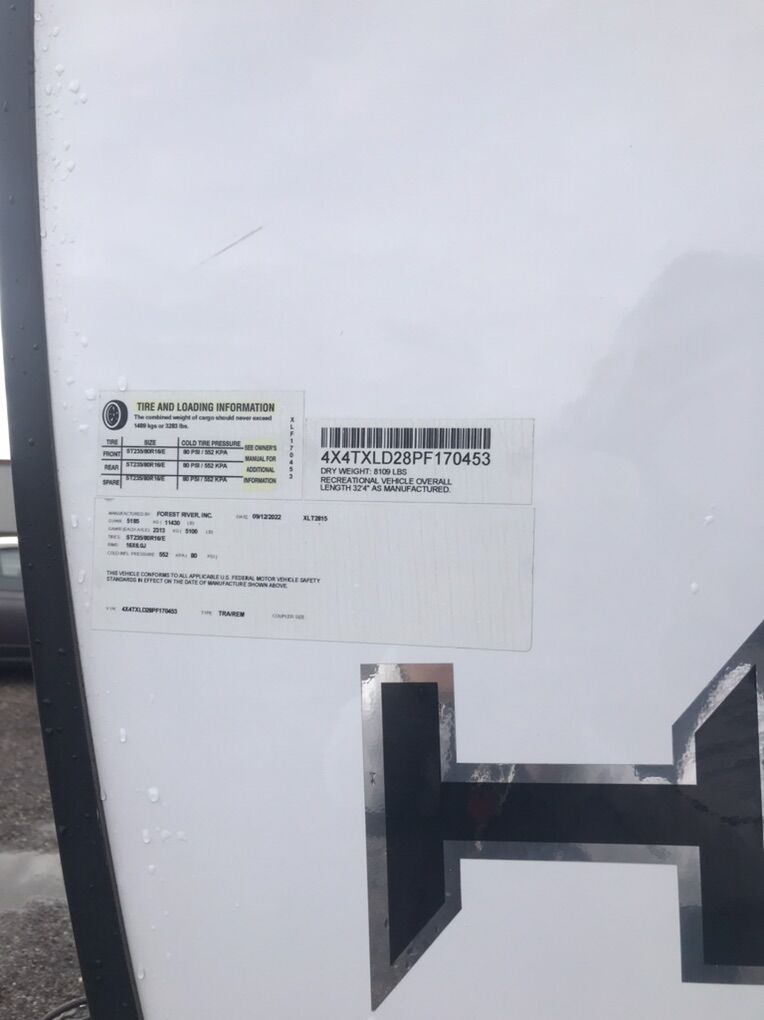 TIRE AND LOADING INFORMATION
The combined weight of cargo should never exceed
1489 kgs or 3283 lbs.
TIRE SIZE COLD TIRE PRESSURE SEE OWNER'S
FRONT ST235/80R16/E 80 PSI / 552 KPA MANUAL FOR
REAR ST235/80R16/E 80 PSI / 552 KPA ADDITIONAL
SPARE ST235/80R16/E 80 PSI / 552 KPA INFORMATION
XLF170453
4X4TXLD28PF170453
DRY WEIGHT: 8109 LBS
RECREATIONAL VEHICLE OVERALL
LENGTH 32'4" AS MANUFACTURED.
MANUFACTURED BY: FOREST RIVER, INC. DATE: 09/12/2022 XLT2815
GVWR: 5185 KG ( 11430 LB)
GAWR (EACH AXLE): 2313 KG ( 5100 LB)
TIRES: ST235/80R16/E
RIMS: 16X6.0J
COLD INFL. PRESSURE: 552 KPA ( 80 PSI)
THIS VEHICLE CONFORMS TO ALL APPLICABLE U.S. FEDERAL MOTOR VEHICLE SAFETY
STANDARDS IN EFFECT ON THE DATE OF MANUFACTURE SHOWN ABOVE.
V.I.N. 4X4TXLD28PF170453 TYPE: TRA/REM COUPLER SIZE:
H